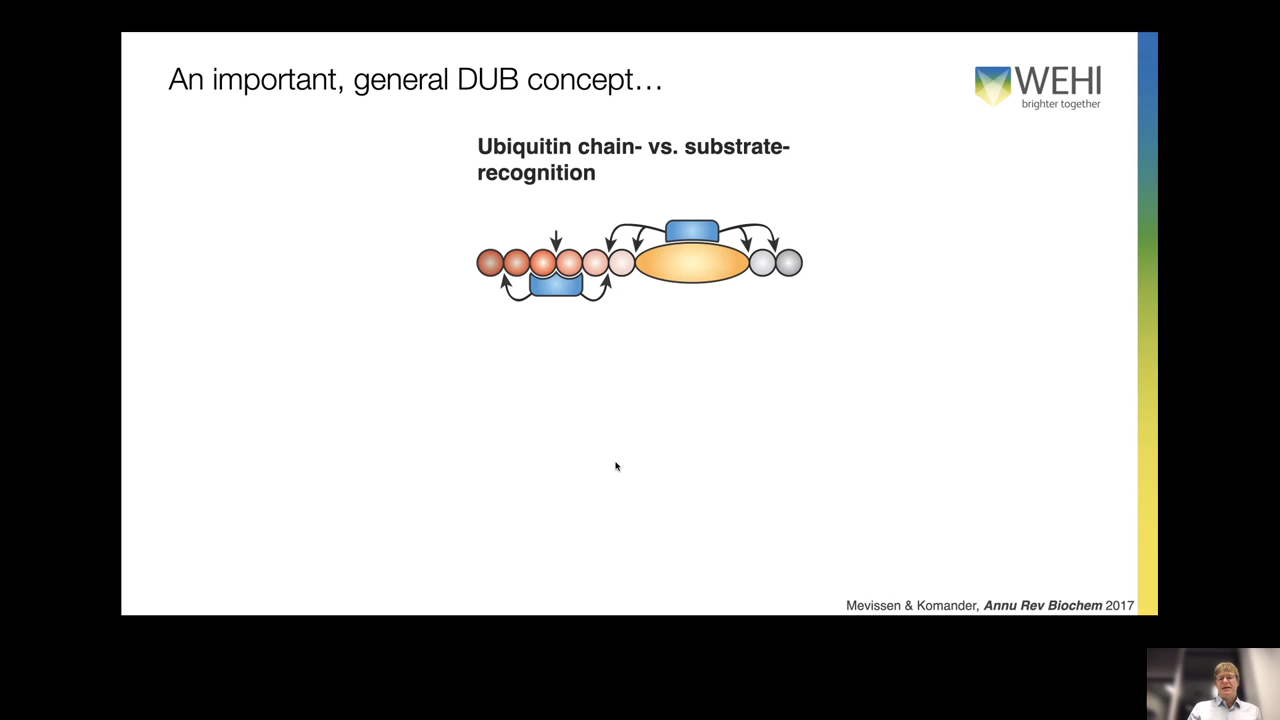 An important, general DUB concept…
WEHI
brighter together
Ubiquitin chain- vs. substrate-
recognition
Mevissen & Komander, Annu Rev Biochem 2017